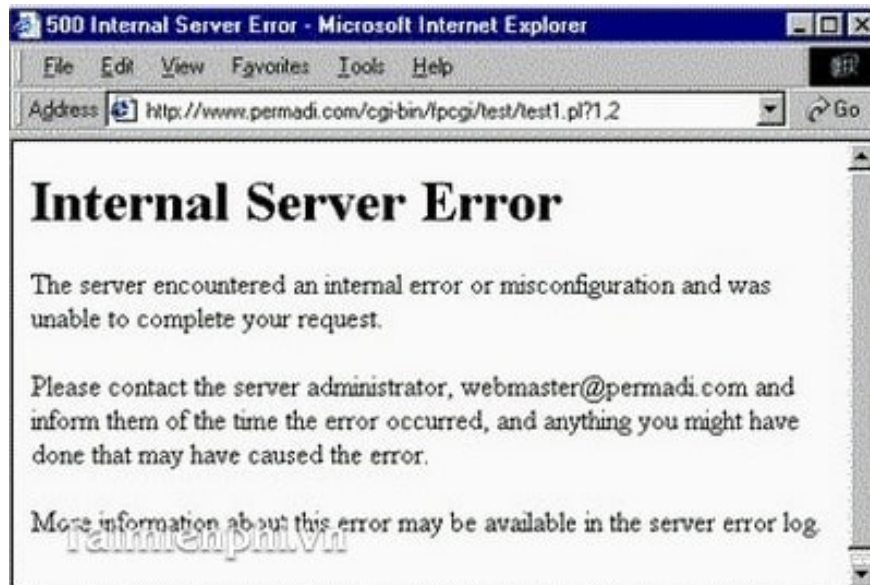 500 Internal Server Error - Microsoft Internet Explorer
File Edit View Favorites Tools Help
Address http://www.permadi.com/cgi-bin/fpcgi/test/test1.pl?1,2 Go
Internal Server Error
The server encountered an internal error or misconfiguration and was
unable to complete your request.
Please contact the server administrator, webmaster@permadi.com and
inform them of the time the error occurred, and anything you might have
done that may have caused the error.
More information about this error may be available in the server error log.
Taimienphi.vn